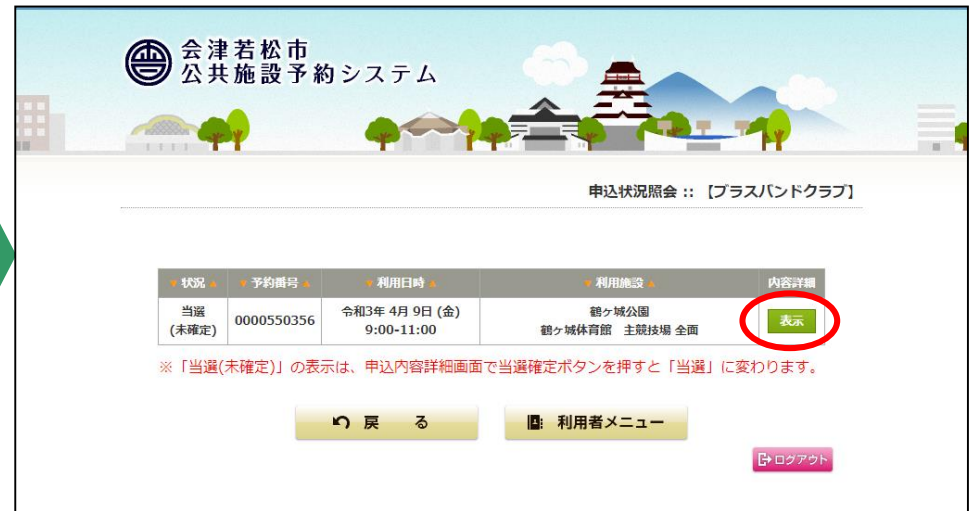 会津若松市
公共施設予約システム
申込状況照会 :: 【ブラスバンドクラブ】
▼ 状況 ▲ ▼ 予約番号 ▲ ▼ 利用日時 ▲ ▼ 利用施設 ▲ 内容詳細
当選
(未確定)
0000550356
令和3年 4月 9日 (金)
9:00-11:00
鶴ケ城公園
鶴ケ城体育館 主競技場 全面
表示
※「当選(未確定)」の表示は、申込内容詳細画面で当選確定ボタンを押すと「当選」に変わります。
戻 る
利用者メニュー
ログアウト